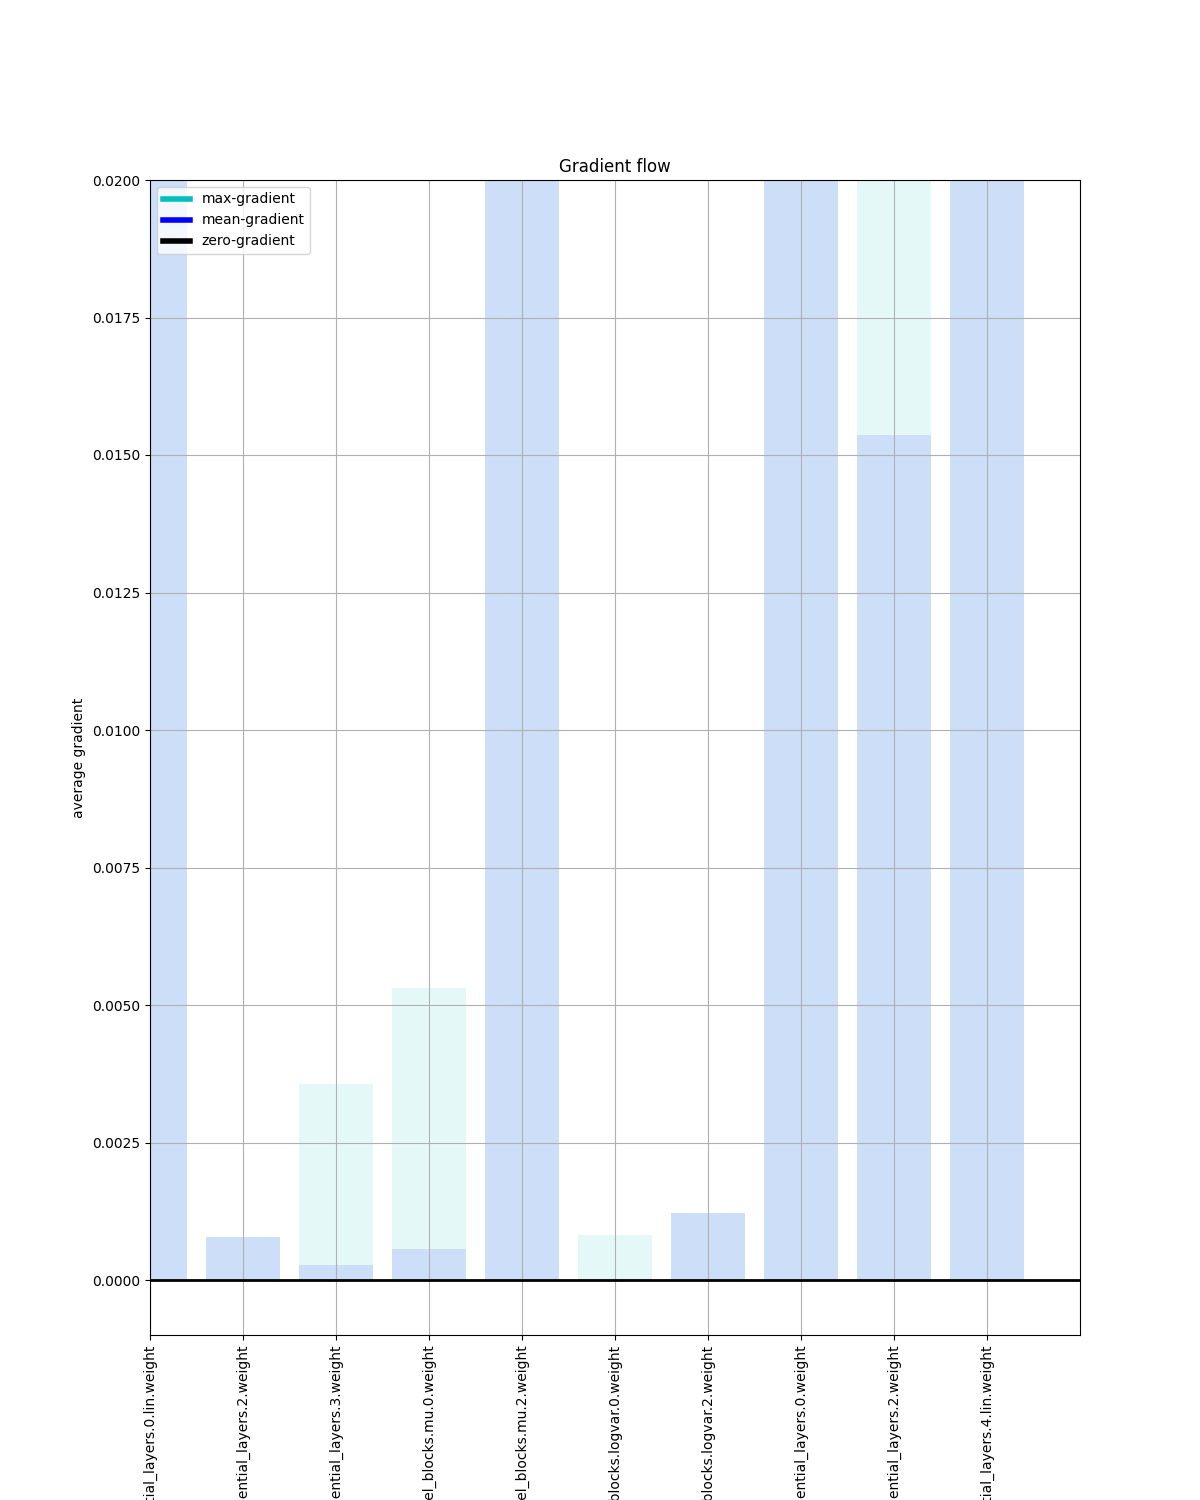 Gradient flow
max-gradient
mean-gradient
zero-gradient
average gradient
0.0200
0.0175
0.0150
0.0125
0.0100
0.0075
0.0050
0.0025
0.0000
tial_layers.0.lin.weight
ential_layers.2.weight
ential_layers.3.weight
el_blocks.mu.0.weight
el_blocks.mu.2.weight
blocks.logvar.0.weight
blocks.logvar.2.weight
ential_layers.0.weight
ential_layers.2.weight
tial_layers.4.lin.weight